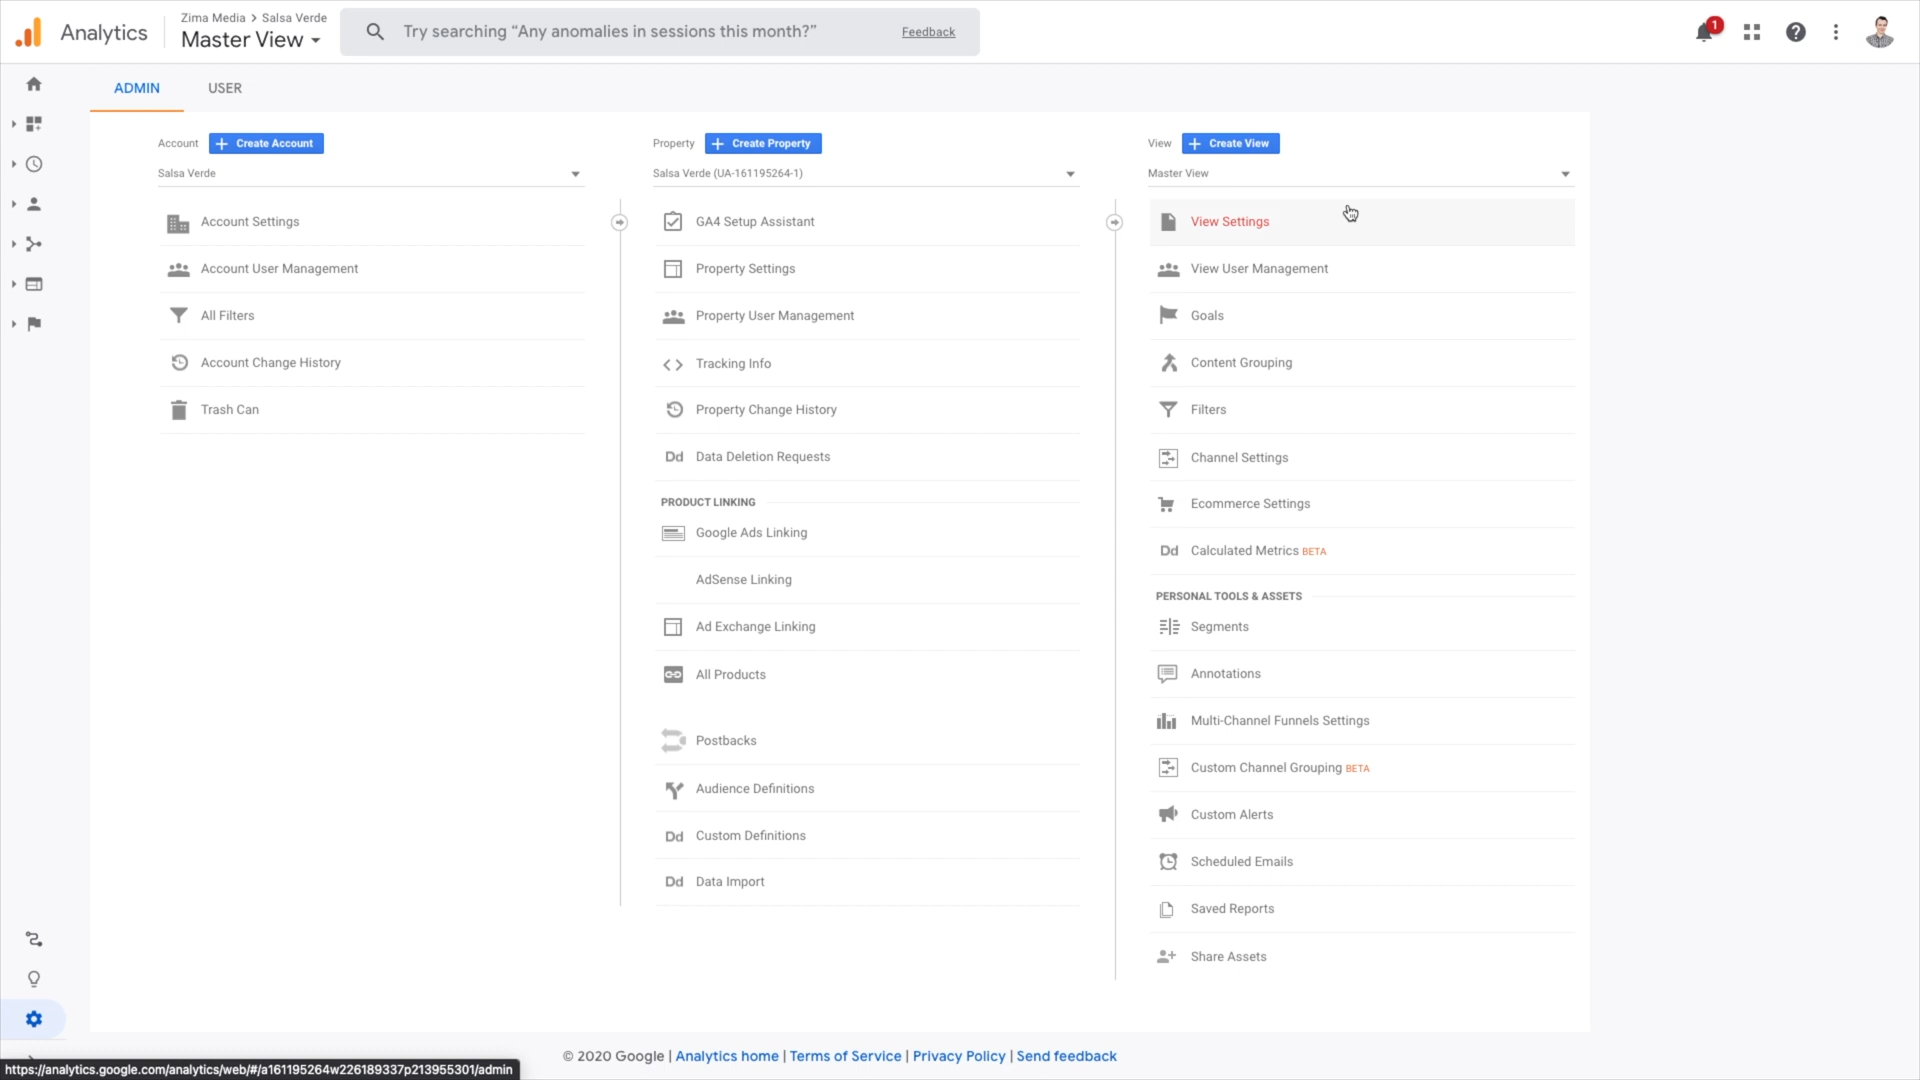 Analytics
Zima Media > Salsa Verde
Master View
Try searching “Any anomalies in sessions this month?”
Feedback
1
ADMIN
USER
Account
Create Account
Salsa Verde
Account Settings
Account User Management
All Filters
Account Change History
Trash Can
Property
Create Property
Salsa Verde (UA-161195264-1)
GA4 Setup Assistant
Property Settings
Property User Management
Tracking Info
Property Change History
Dd Data Deletion Requests
PRODUCT LINKING
Google Ads Linking
AdSense Linking
Ad Exchange Linking
All Products
Postbacks
Audience Definitions
Dd Custom Definitions
Dd Data Import
View
Create View
Master View
View Settings
View User Management
Goals
Content Grouping
Filters
Channel Settings
Ecommerce Settings
Dd Calculated Metrics BETA
PERSONAL TOOLS & ASSETS
Segments
Annotations
Multi-Channel Funnels Settings
Custom Channel Grouping BETA
Custom Alerts
Scheduled Emails
Saved Reports
Share Assets
© 2020 Google | Analytics home | Terms of Service | Privacy Policy | Send feedback
https://analytics.google.com/analytics/web/#/a161195264w226189337p213955301/admin